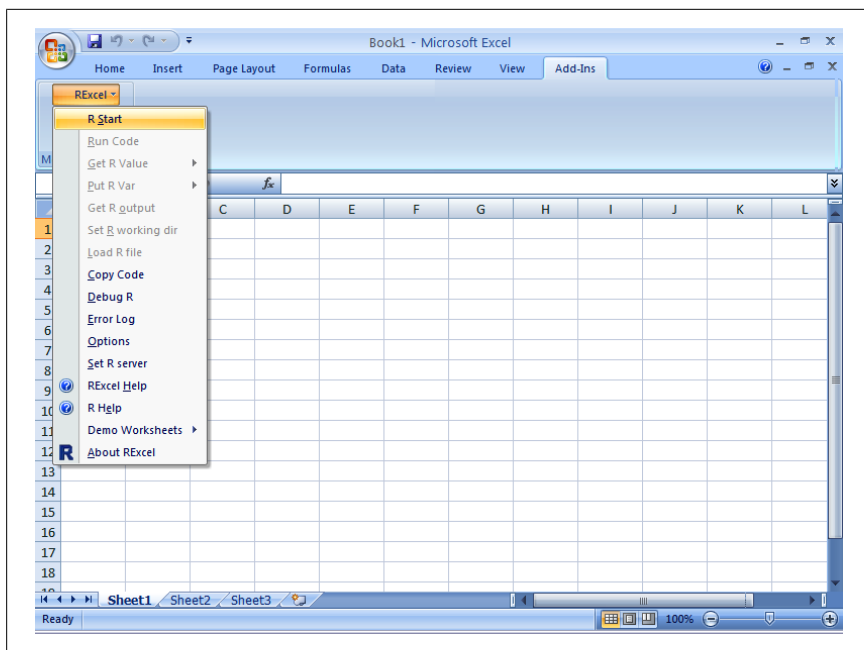 Book1 - Microsoft Excel
Home Insert Page Layout Formulas Data Review View Add-Ins
RExcel
R Start
Run Code
Get R Value
Put R Var
Get R output
Set R working dir
Load R file
Copy Code
Debug R
Error Log
Options
Set R server
RExcel Help
R Help
Demo Worksheets
R About RExcel
M
fx
C D E F G H I J K L
1
2
3
4
5
6
7
8
9
10
11
12
13
14
15
16
17
18
Sheet1 Sheet2 Sheet3
Ready 100%